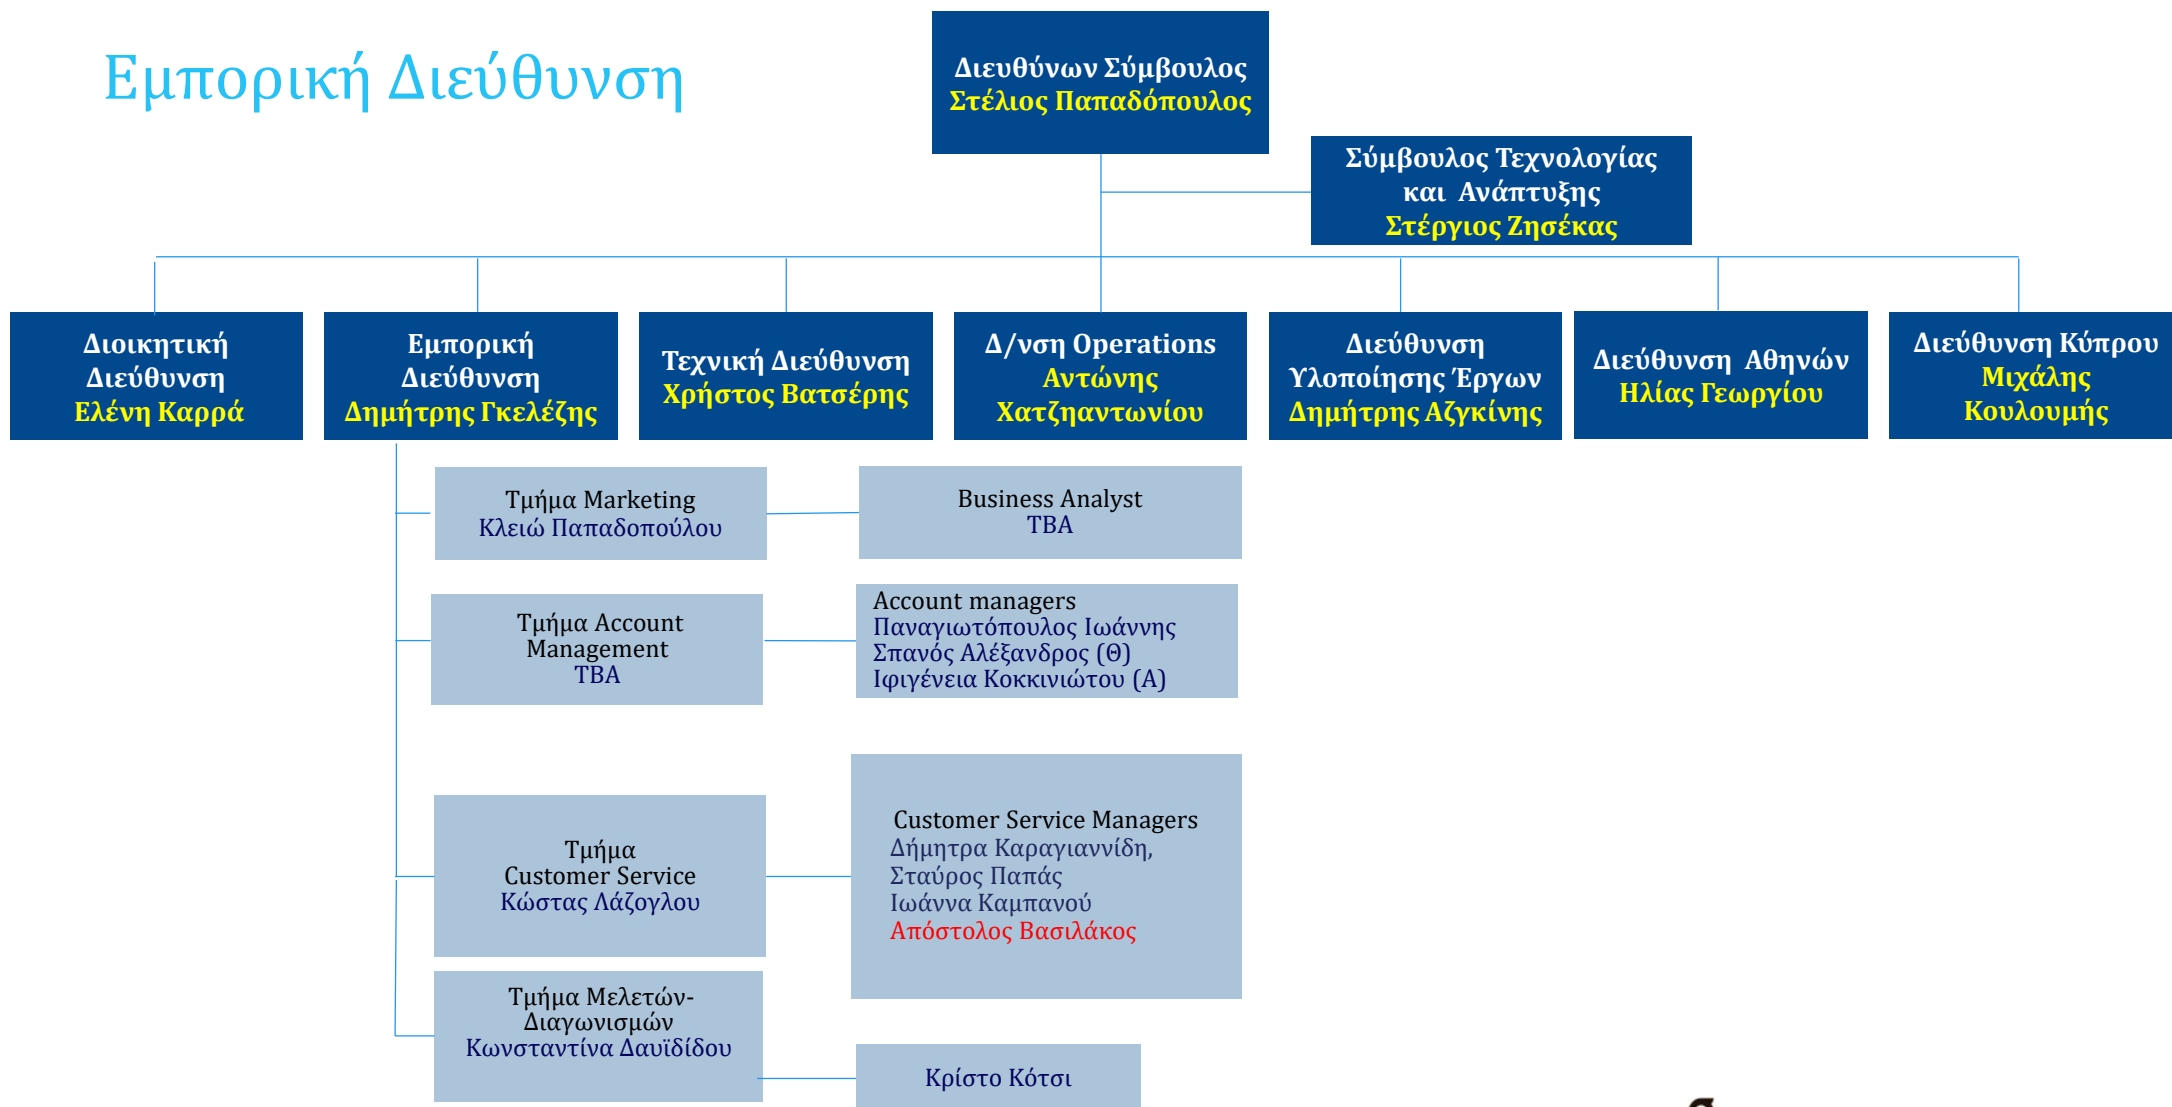 Εμπορική Διεύθυνση
Διευθύνων Σύμβουλος
Στέλιος Παπαδόπουλος
Σύμβουλος Τεχνολογίας
και Ανάπτυξης
Στέργιος Ζησέκας
Διοικητική
Διεύθυνση
Ελένη Καρρά
Εμπορική
Διεύθυνση
Δημήτρης Γκελέζης
Τεχνική Διεύθυνση
Χρήστος Βατσέρης
Δ/νση Operations
Αντώνης
Χατζηαντωνίου
Διεύθυνση
Υλοποίησης Έργων
Δημήτρης Αζγκίνης
Διεύθυνση Αθηνών
Ηλίας Γεωργίου
Διεύθυνση Κύπρου
Μιχάλης
Κουλουμής
Τμήμα Marketing
Κλειώ Παπαδοπούλου
Business Analyst
TBA
Τμήμα Account
Management
TBA
Account managers
Παναγιωτόπουλος Ιωάννης
Σπανός Αλέξανδρος (Θ)
Ιφιγένεια Κοκκινιώτου (Α)
Τμήμα
Customer Service
Κώστας Λάζογλου
Customer Service Managers
Δήμητρα Καραγιαννίδη,
Σταύρος Παπάς
Ιωάννα Καμπανού
Απόστολος Βασιλάκος
Τμήμα Μελετών-
Διαγωνισμών
Κωνσταντίνα Δαυϊδίδου
Κρίστο Κότσι